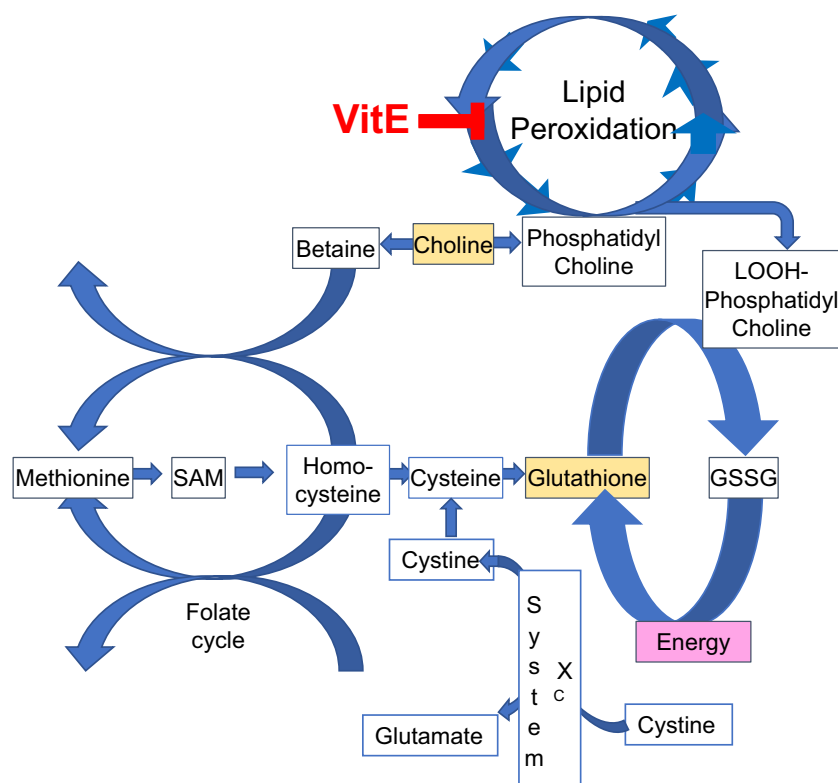 Lipid
Peroxidation
VitE
Betaine
Choline
Phosphatidyl
Choline
LOOH-
Phosphatidyl
Choline
Methionine
SAM
Homo-
cysteine
Cysteine
Glutathione
GSSG
Cystine
Folate
cycle
System
X
C
Energy
Glutamate
Cystine